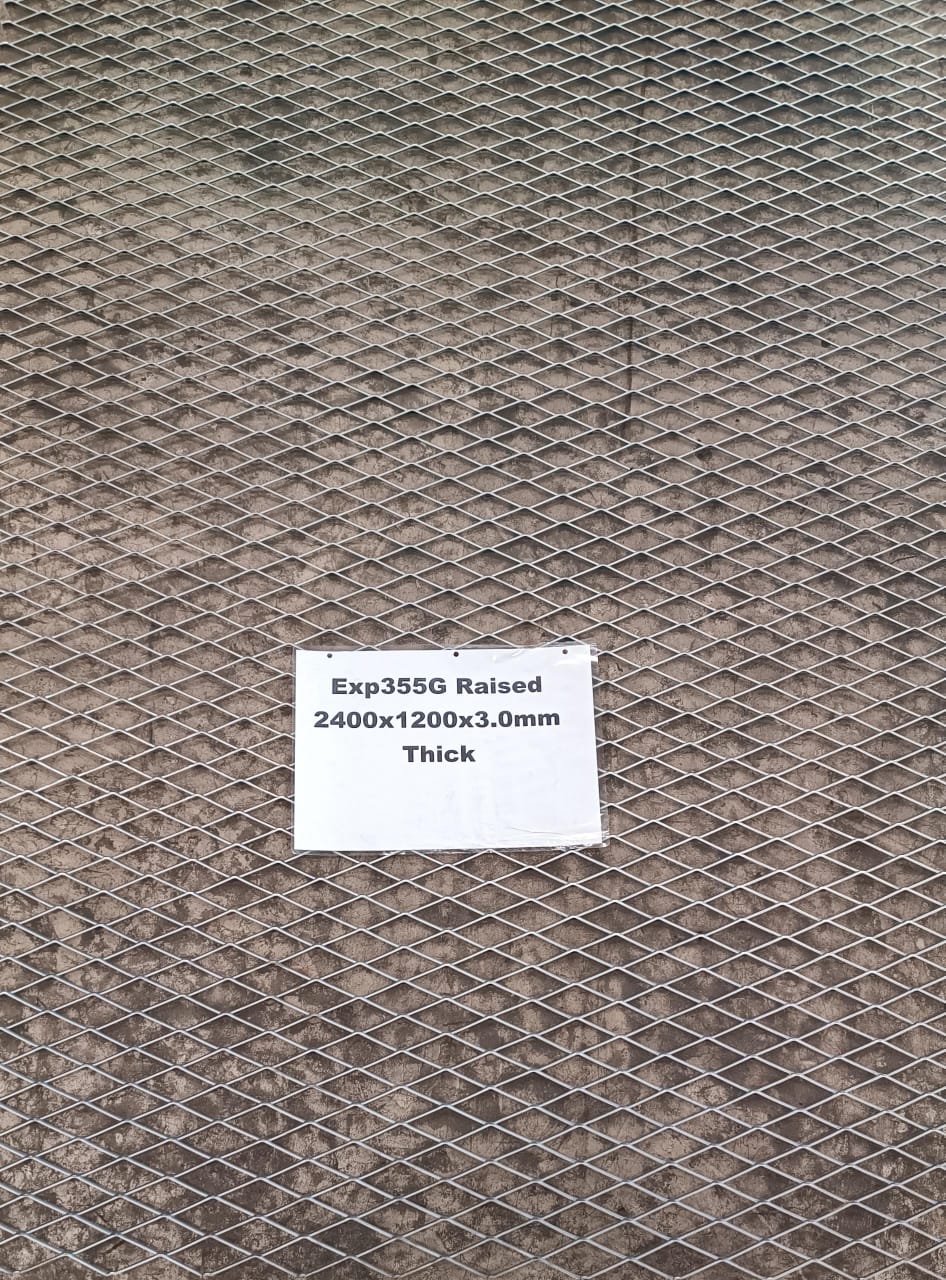 Exp355G Raised
2400x1200x3.0mm
Thick